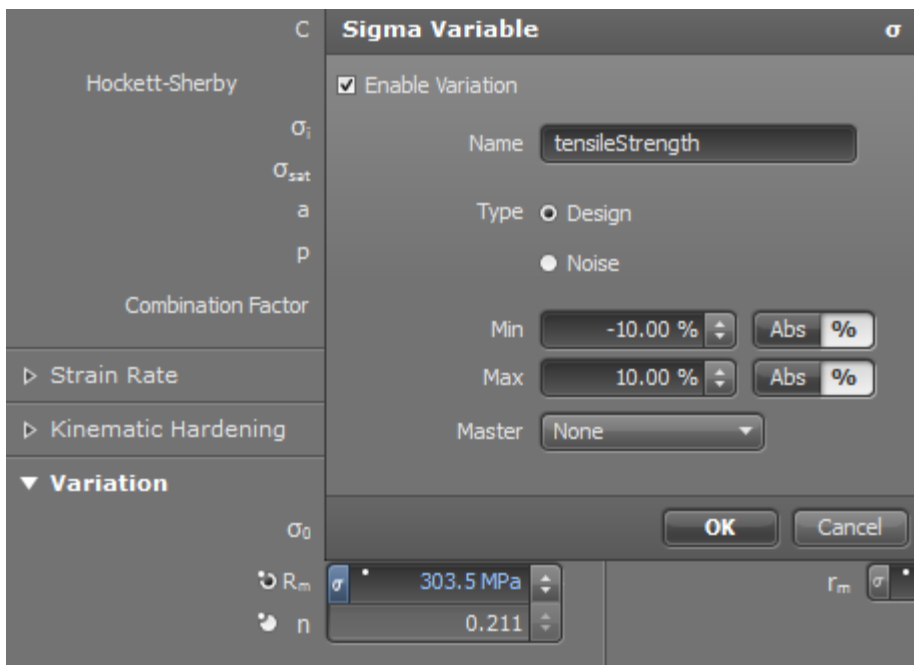 C
Sigma Variable σ
Hockett-Sherby
Enable Variation
σi
Name tensileStrength
σsat
a
Type Design
p
Noise
Combination Factor
Min -10.00 % Abs %
Strain Rate
Max 10.00 % Abs %
Kinematic Hardening
Master None
Variation
σ0
OK Cancel
Rm σ 303.5 MPa rm σ
n 0.211